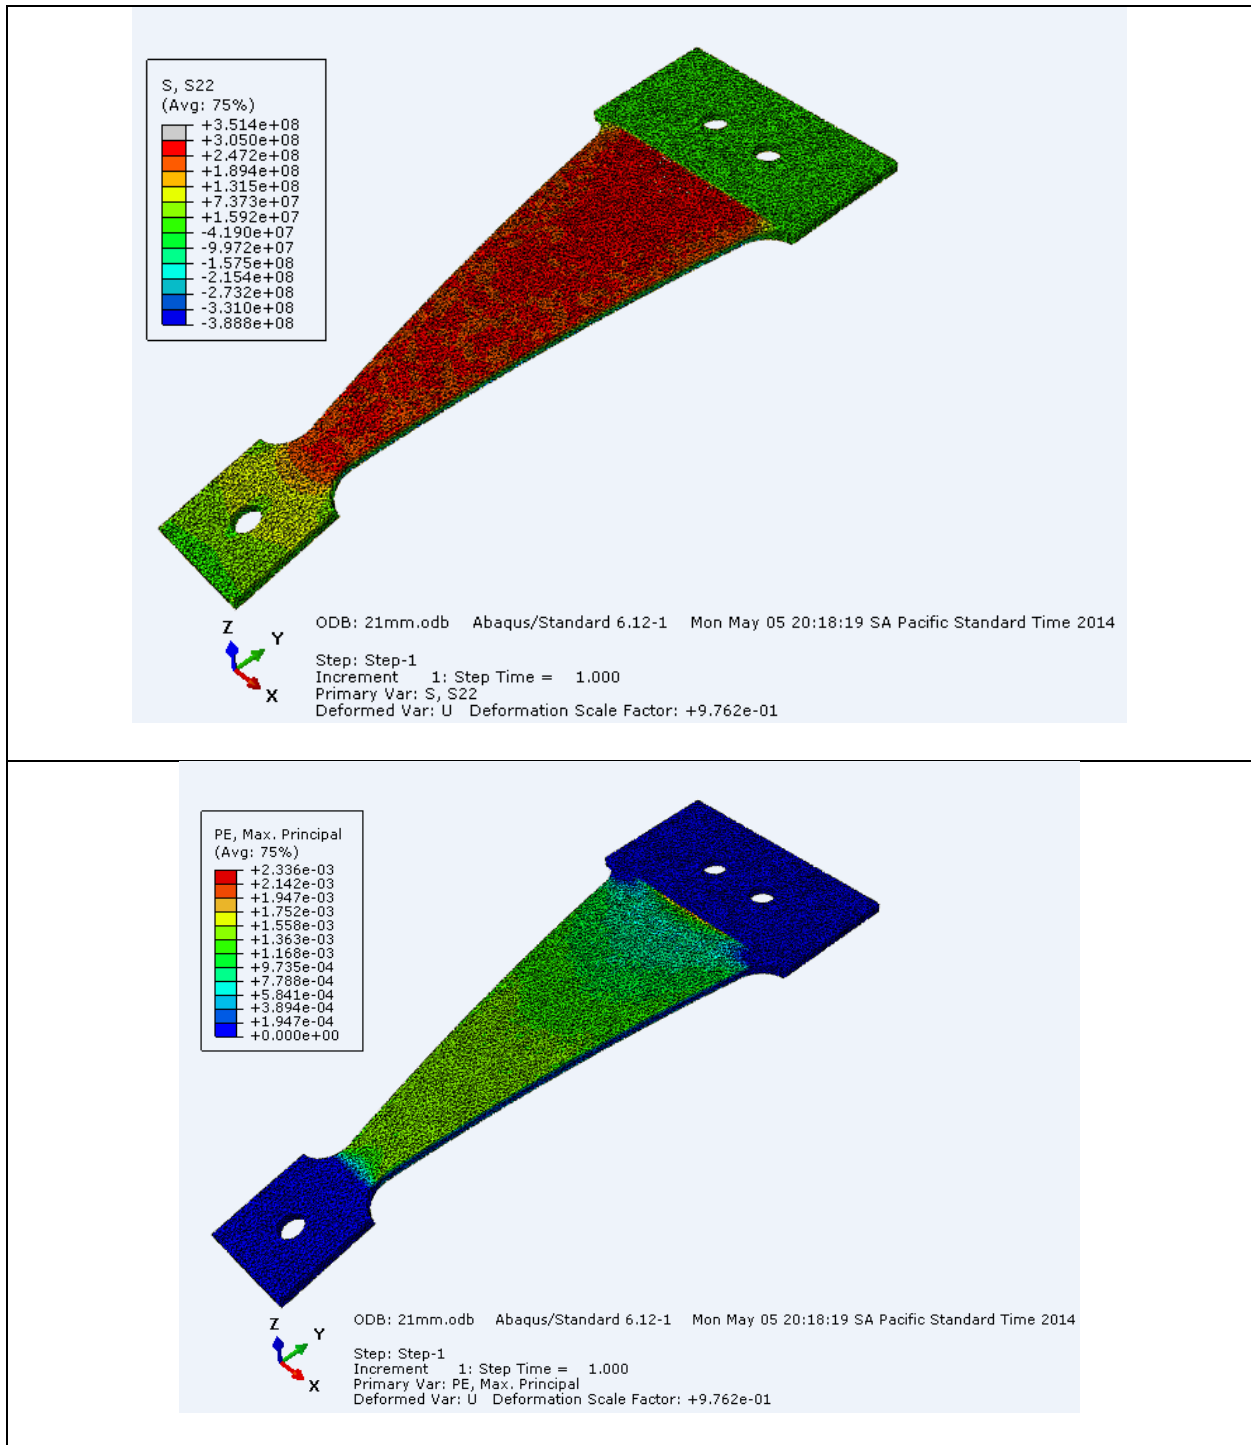 S, S22
(Avg: 75%)
+3.514e+08
+3.050e+08
+2.472e+08
+1.894e+08
+1.315e+08
+7.373e+07
+1.592e+07
-4.190e+07
-9.972e+07
-1.575e+08
-2.154e+08
-2.732e+08
-3.310e+08
-3.888e+08
Z
Y
X
ODB: 21mm.odb Abaqus/Standard 6.12-1 Mon May 05 20:18:19 SA Pacific Standard Time 2014
Step: Step-1
Increment 1: Step Time = 1.000
Primary Var: S, S22
Deformed Var: U Deformation Scale Factor: +9.762e-01
PE, Max. Principal
(Avg: 75%)
+2.336e-03
+2.142e-03
+1.947e-03
+1.752e-03
+1.558e-03
+1.363e-03
+1.168e-03
+9.735e-04
+7.788e-04
+5.841e-04
+3.894e-04
+1.947e-04
+0.000e+00
Z
Y
X
ODB: 21mm.odb Abaqus/Standard 6.12-1 Mon May 05 20:18:19 SA Pacific Standard Time 2014
Step: Step-1
Increment 1: Step Time = 1.000
Primary Var: PE, Max. Principal
Deformed Var: U Deformation Scale Factor: +9.762e-01